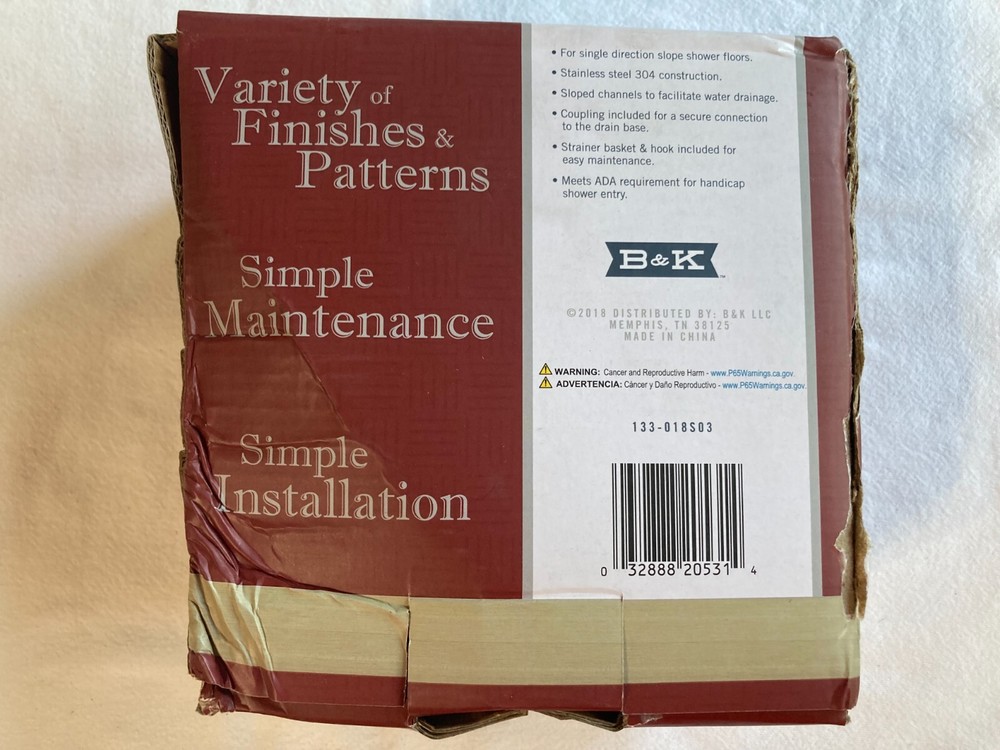 Variety of
Finishes &
Patterns
Simple
Maintenance
Simple
Installation
• For single direction slope shower floors.
• Stainless steel 304 construction.
• Sloped channels to facilitate water drainage.
• Coupling included for a secure connection
to the drain base.
• Strainer basket & hook included for
easy maintenance.
• Meets ADA requirement for handicap
shower entry.
B&K™
©2018 DISTRIBUTED BY: B&K LLC
MEMPHIS, TN 38125
MADE IN CHINA
WARNING: Cancer and Reproductive Harm - www.P65Warnings.ca.gov
ADVERTENCIA: Cáncer y Daño Reproductivo - www.P65Warnings.ca.gov.
133-018S03
0 32888 20531 4